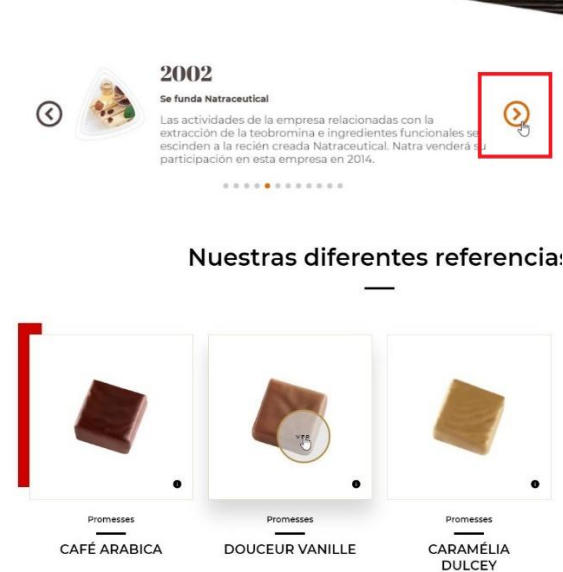 2002
Se funda Natraceutical
Las actividades de la empresa relacionadas con la
extracción de la teobromina e ingredientes funcionales se
escinden a la recién creada Natraceutical. Natra venderá su
participación en esta empresa en 2014.
Nuestras diferentes referencias
VER
Promesses
CAFÉ ARABICA
Promesses
DOUCEUR VANILLE
Promesses
CARAMÉLIA
DULCEY